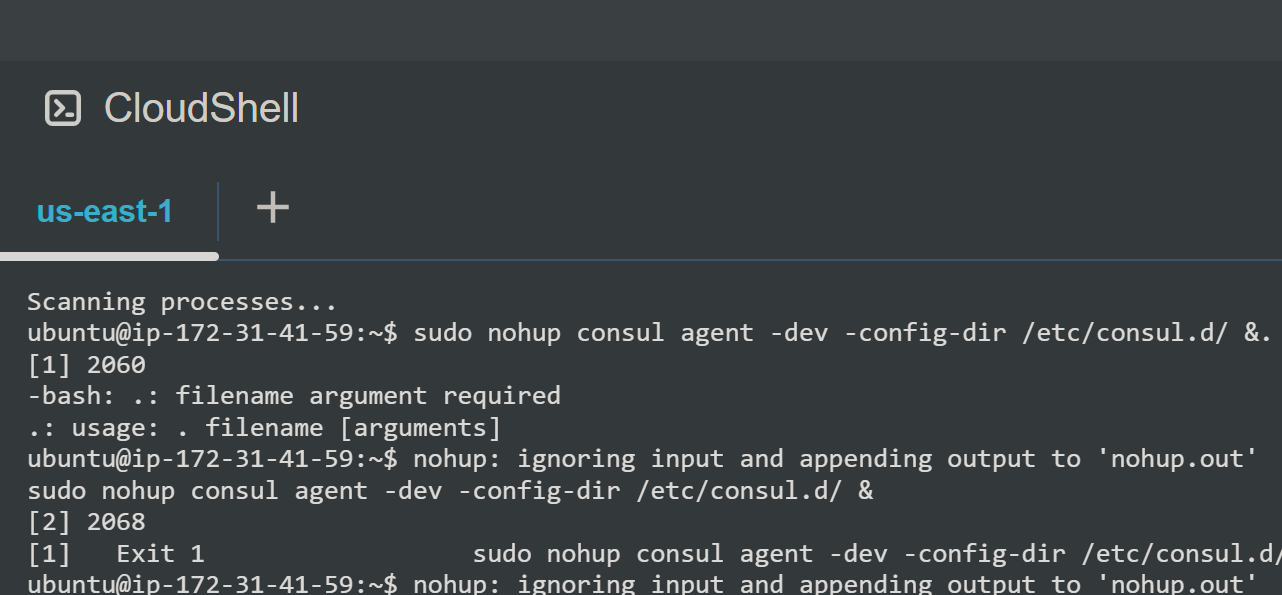 CloudShell
us-east-1
Scanning processes...
ubuntu@ip-172-31-41-59:~$ sudo nohup consul agent -dev -config-dir /etc/consul.d/ &.
[1] 2060
-bash: .: filename argument required
.: usage: . filename [arguments]
ubuntu@ip-172-31-41-59:~$ nohup: ignoring input and appending output to 'nohup.out'
sudo nohup consul agent -dev -config-dir /etc/consul.d/ &
[2] 2068
[1]   Exit 1                  sudo nohup consul agent -dev -config-dir /etc/consul.d/
ubuntu@ip-172-31-41-59:~$ nohup: ignoring input and appending output to 'nohup.out'